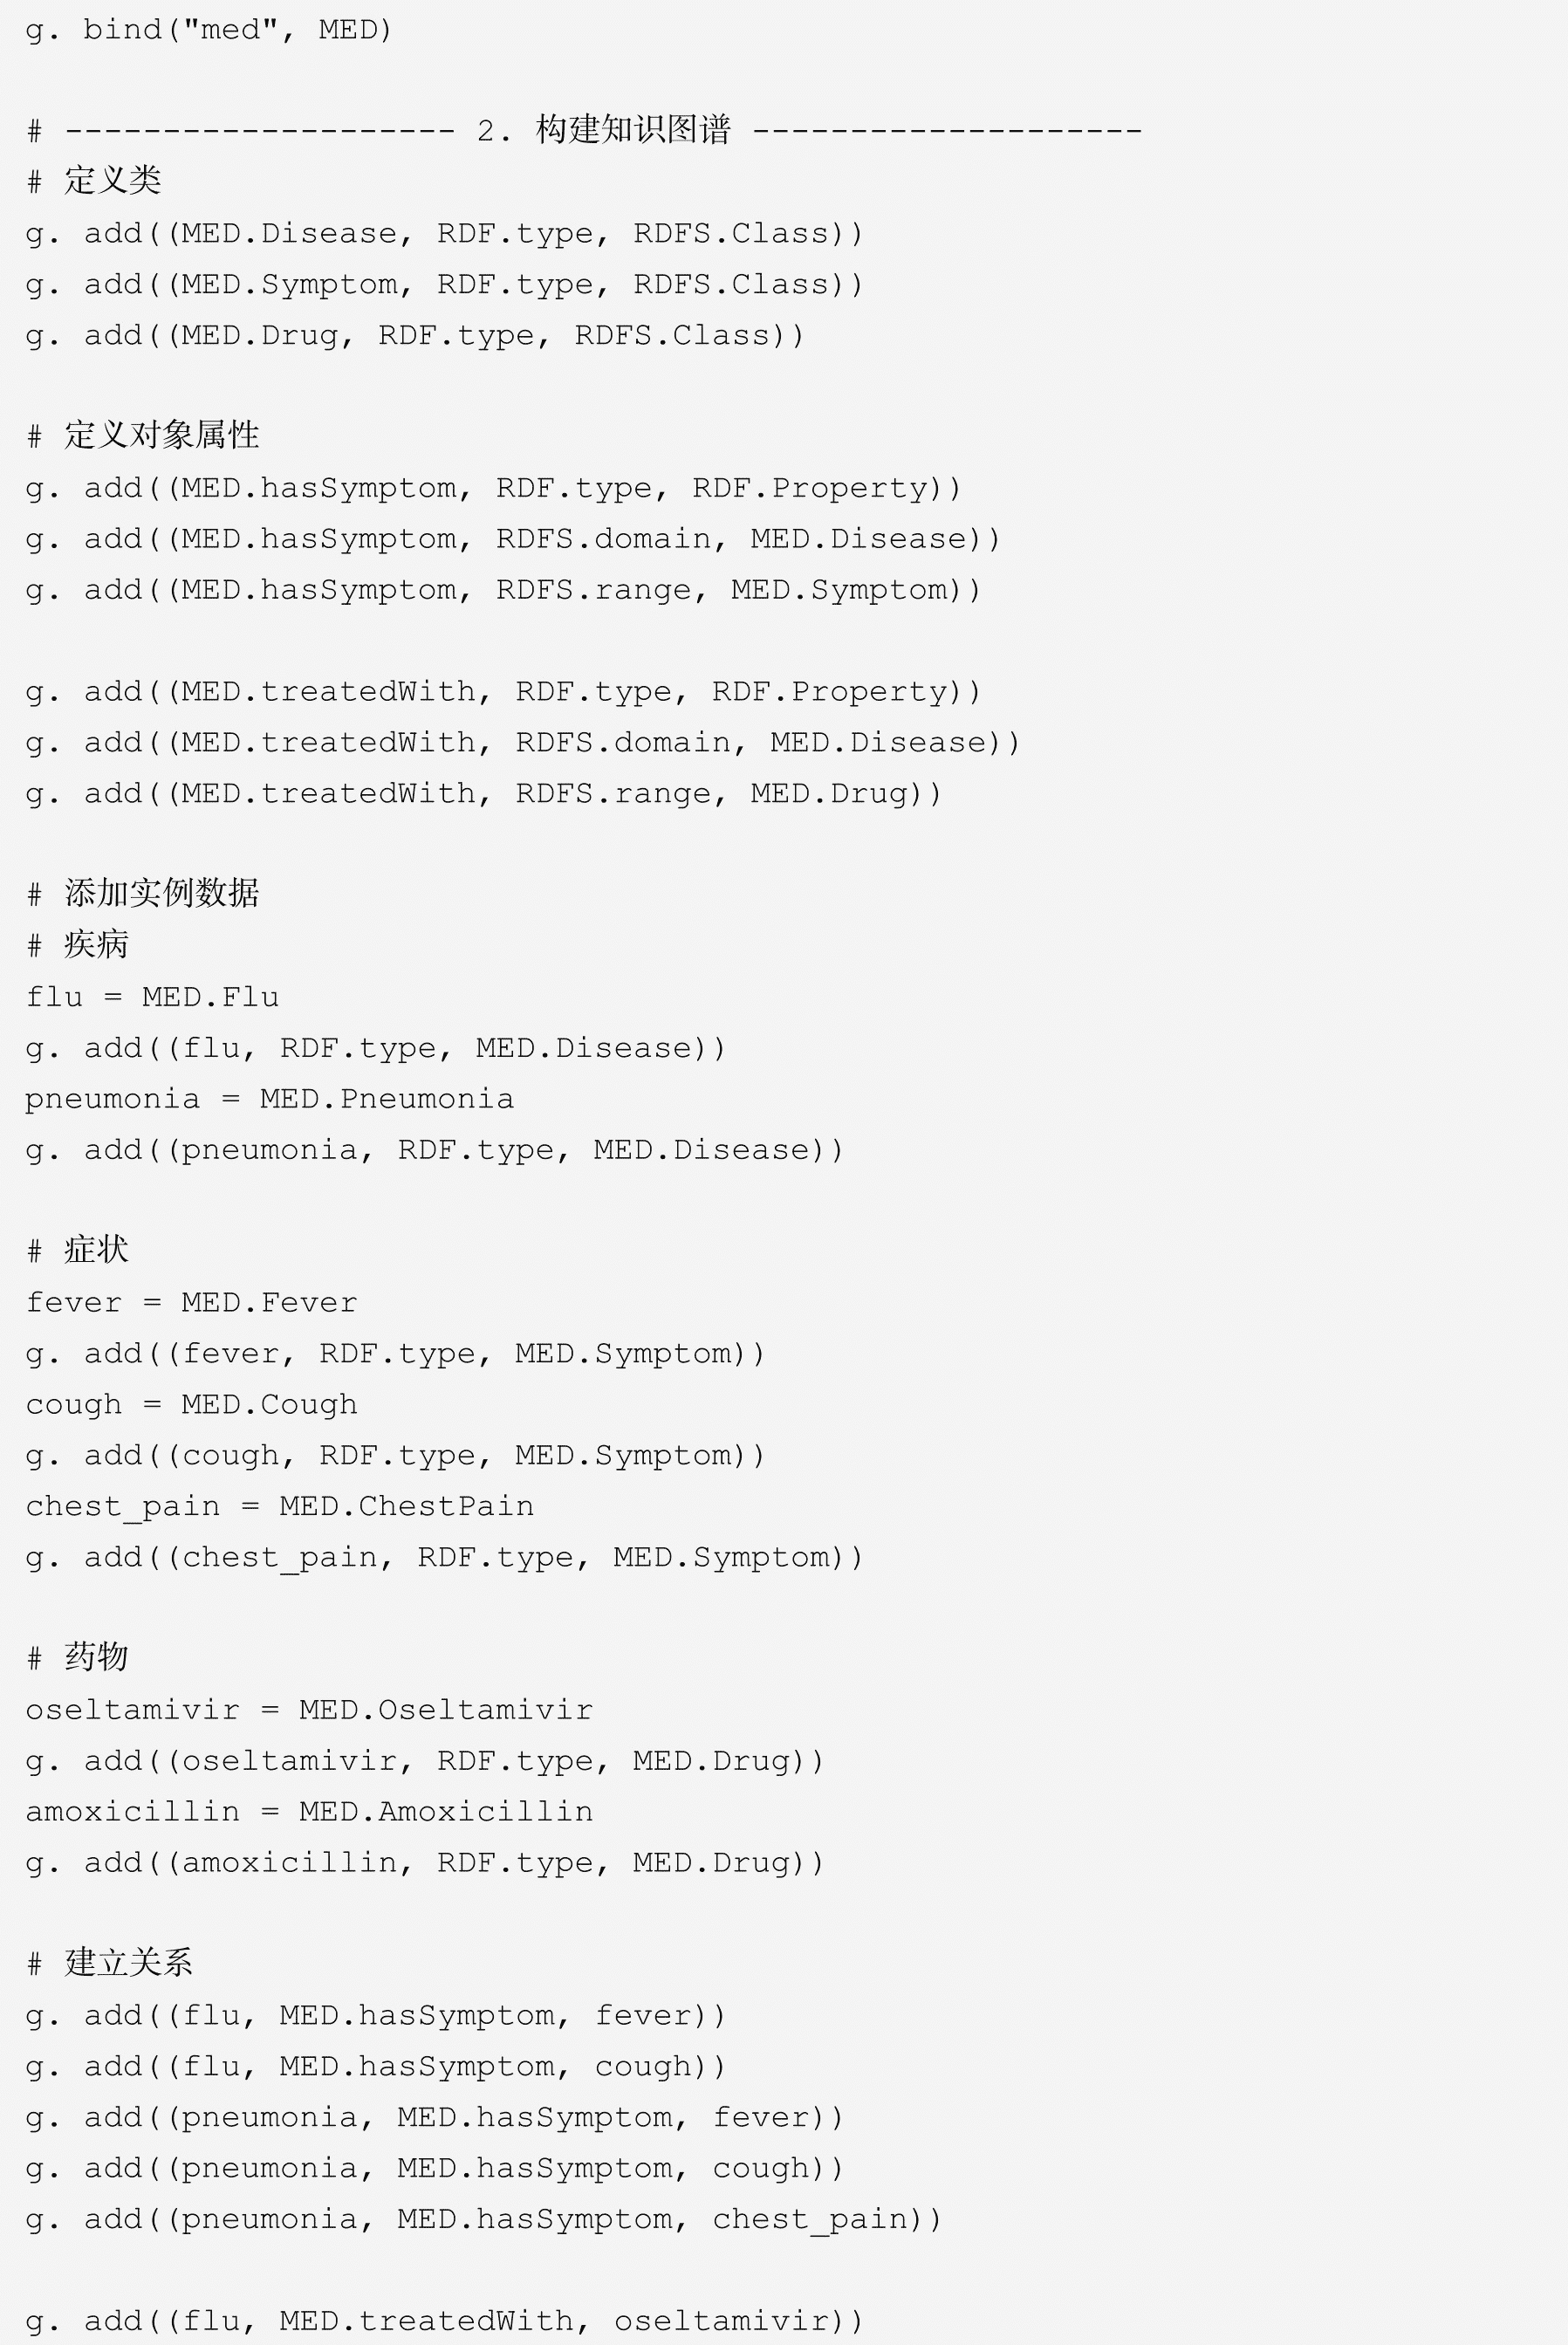 g. bind("med", MED)
# -------------------- 2. 构建知识图谱 --------------------
# 定义类
g. add((MED.Disease, RDF.type, RDFS.Class))
g. add((MED.Symptom, RDF.type, RDFS.Class))
g. add((MED.Drug, RDF.type, RDFS.Class))
# 定义对象属性
g. add((MED.hasSymptom, RDF.type, RDF.Property))
g. add((MED.hasSymptom, RDFS.domain, MED.Disease))
g. add((MED.hasSymptom, RDFS.range, MED.Symptom))
g. add((MED.treatedWith, RDF.type, RDF.Property))
g. add((MED.treatedWith, RDFS.domain, MED.Disease))
g. add((MED.treatedWith, RDFS.range, MED.Drug))
# 添加实例数据
# 疾病
flu = MED.Flu
g. add((flu, RDF.type, MED.Disease))
pneumonia = MED.Pneumonia
g. add((pneumonia, RDF.type, MED.Disease))
# 症状
fever = MED.Fever
g. add((fever, RDF.type, MED.Symptom))
cough = MED.Cough
g. add((cough, RDF.type, MED.Symptom))
chest_pain = MED.ChestPain
g. add((chest_pain, RDF.type, MED.Symptom))
# 药物
oseltamivir = MED.Oseltamivir
g. add((oseltamivir, RDF.type, MED.Drug))
amoxicillin = MED.Amoxicillin
g. add((amoxicillin, RDF.type, MED.Drug))
# 建立关系
g. add((flu, MED.hasSymptom, fever))
g. add((flu, MED.hasSymptom, cough))
g. add((pneumonia, MED.hasSymptom, fever))
g. add((pneumonia, MED.hasSymptom, cough))
g. add((pneumonia, MED.hasSymptom, chest_pain))
g. add((flu, MED.treatedWith, oseltamivir))